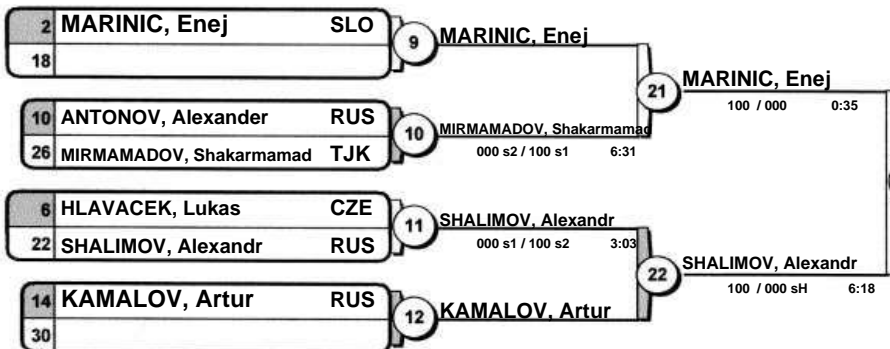 2 MARINIC, Enej SLO
18
9 MARINIC, Enej
10 ANTONOV, Alexander RUS
26 MIRMAMADOV, Shakarmamad TJK
10 MIRMAMADOV, Shakarmamad
000 s2 / 100 s1 6:31
21 MARINIC, Enej
100 / 000 0:35
6 HLAVACEK, Lukas CZE
22 SHALIMOV, Alexandr RUS
11 SHALIMOV, Alexandr
000 s1 / 100 s2 3:03
14 KAMALOV, Artur RUS
30
12 KAMALOV, Artur
22 SHALIMOV, Alexandr
100 / 000 sH 6:18